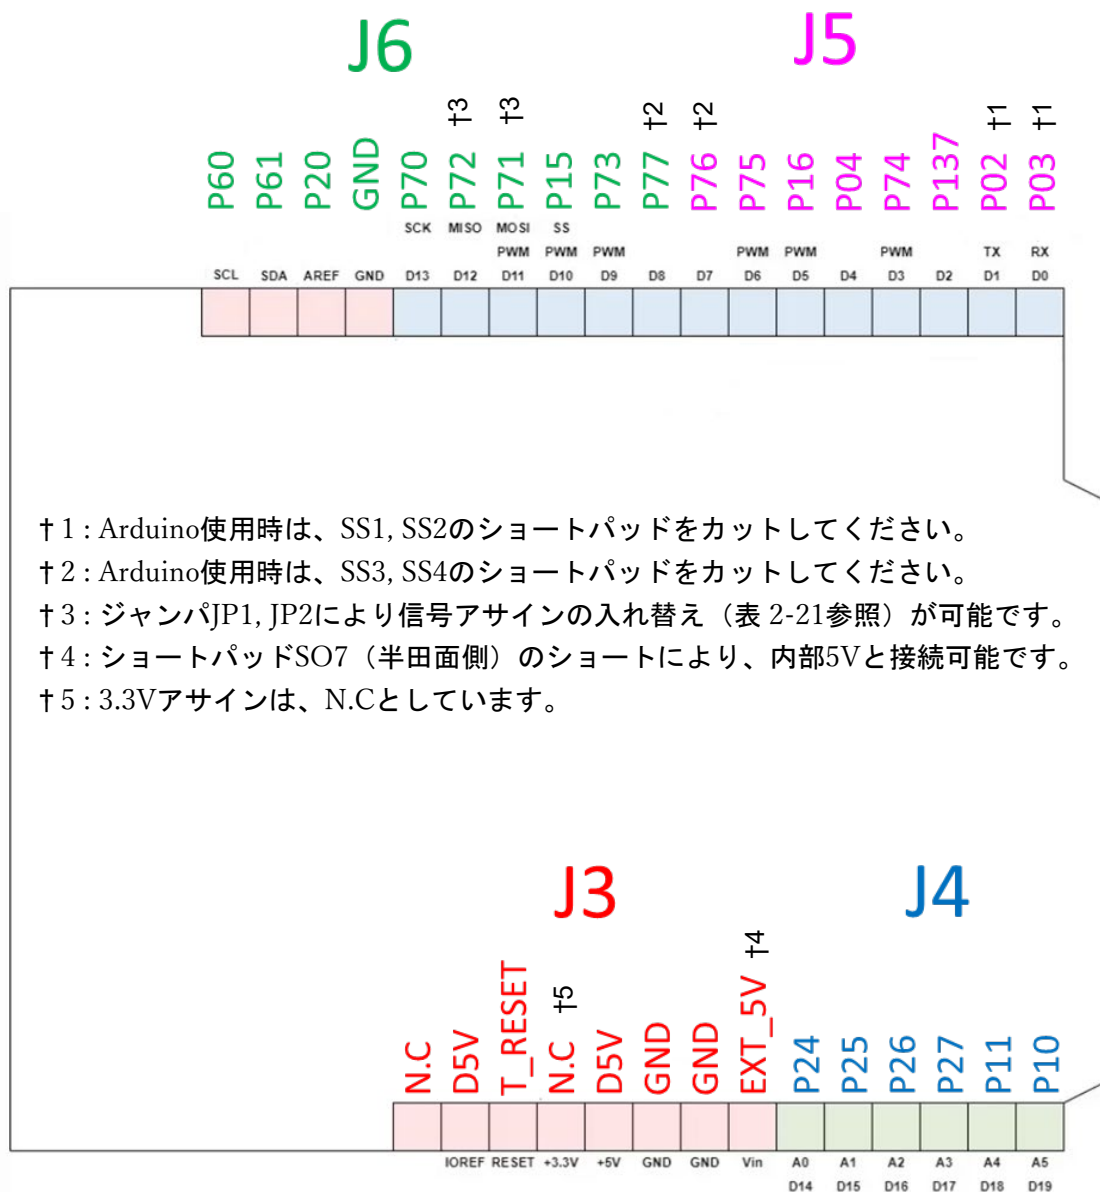 J6 J5
†3 †3 †2 †2 †1 †1
P60 P61 P20 GND P70 P72 P71 P15 P73 P77 P76 P75 P16 P04 P74 P137 P02 P03
SCK MISO MOSI SS
PWM PWM PWM PWM PWM PWM TX RX
SCL SDA AREF GND D13 D12 D11 D10 D9 D8 D7 D6 D5 D4 D3 D2 D1 D0
†1 : Arduino使用時は、SS1, SS2のショートパッドをカットしてください。
†2 : Arduino使用時は、SS3, SS4のショートパッドをカットしてください。
†3 : ジャンパJP1, JP2により信号アサインの入れ替え（表 2-21参照）が可能です。
†4 : ショートパッドSO7（半田面側）のショートにより、内部5Vと接続可能です。
†5 : 3.3Vアサインは、N.Cとしています。
J3 J4
†5 †4
N.C D5V T_RESET N.C D5V GND GND EXT_5V P24 P25 P26 P27 P11 P10
IOREF RESET +3.3V +5V GND GND Vin A0 A1 A2 A3 A4 A5
D14 D15 D16 D17 D18 D19